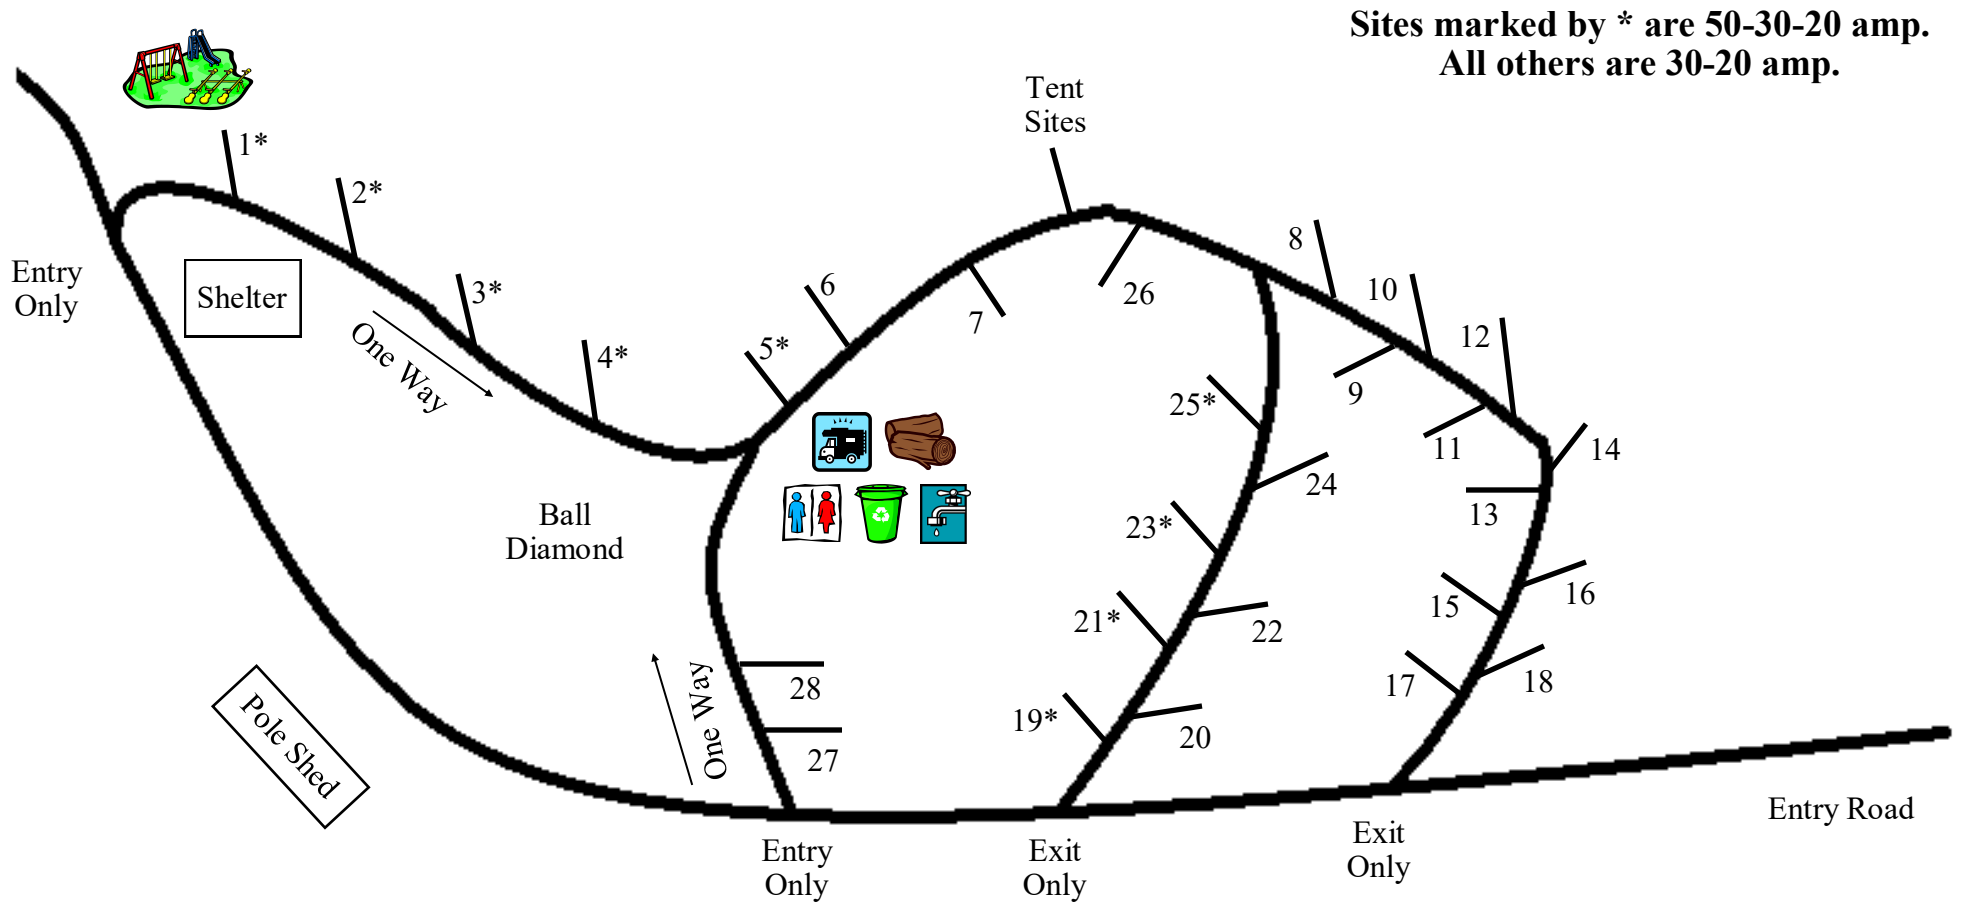 Sites marked by * are 50-30-20 amp.
All others are 30-20 amp.
Tent
Sites
1*
2*
3*
4*
5*
6
7
26
8
10
12
9
11
14
13
25*
24
23*
22
21*
20
19*
15
16
17
18
28
27
Entry
Only
Shelter
One Way
Ball
Diamond
One Way
Pole Shed
Entry
Only
Exit
Only
Exit
Only
Entry Road